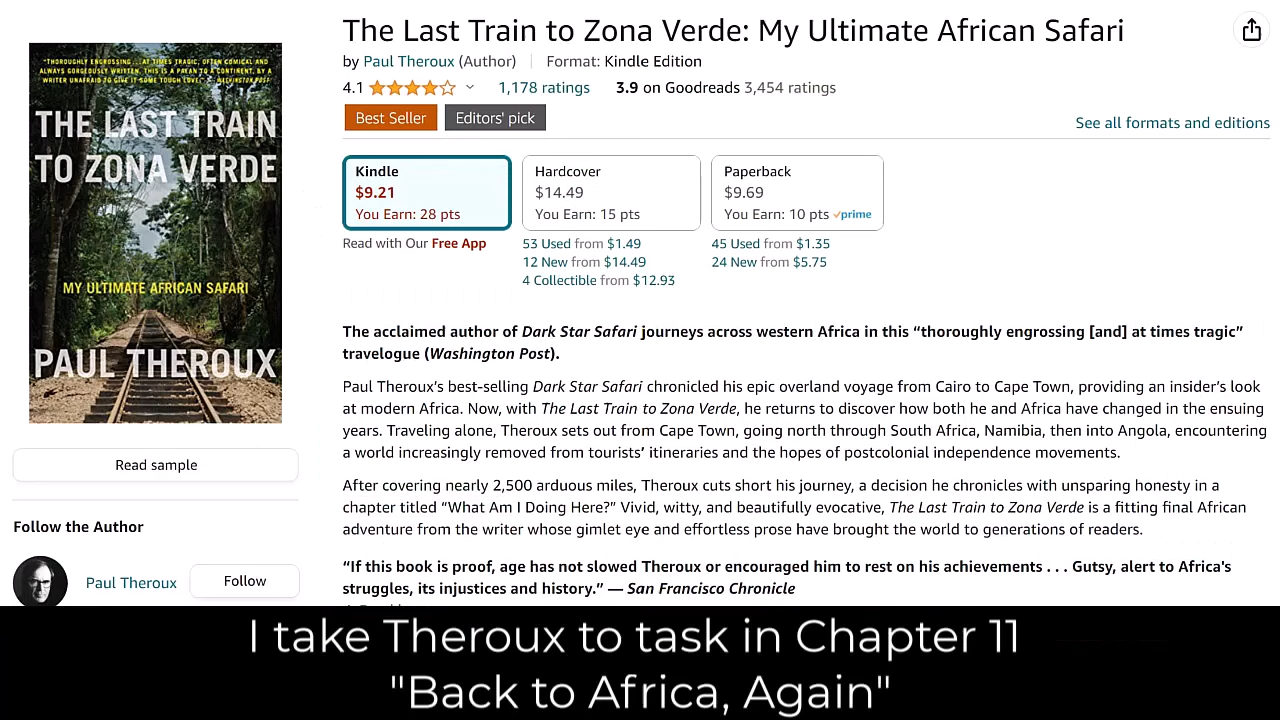 The Last Train to Zona Verde: My Ultimate African Safari
by Paul Theroux (Author) Format: Kindle Edition
4.1 1,178 ratings 3.9 on Goodreads 3,454 ratings
Best Seller Editors' pick
See all formats and editions
"THOROUGHLY ENGROSSING . . . AT TIMES TRAGIC, OFTEN COMICAL AND
ALWAYS GORGEOUSLY WRITTEN, THIS IS A PAEAN TO A CONTINENT, BY A
WRITER UNAFRAID TO GIVE IT SOME TOUGH LOVE." — WASHINGTON POST
THE LAST TRAIN
TO ZONA VERDE
MY ULTIMATE AFRICAN SAFARI
PAUL THEROUX
Read sample
Follow the Author
Paul Theroux Follow
Kindle
$9.21
You Earn: 28 pts
Read with Our Free App
Hardcover
$14.49
You Earn: 15 pts
53 Used from $1.49
12 New from $14.49
4 Collectible from $12.93
Paperback
$9.69
You Earn: 10 pts prime
45 Used from $1.35
24 New from $5.75
The acclaimed author of Dark Star Safari journeys across western Africa in this “thoroughly engrossing [and] at times tragic”
travelogue (Washington Post).
Paul Theroux’s best-selling Dark Star Safari chronicled his epic overland voyage from Cairo to Cape Town, providing an insider’s look
at modern Africa. Now, with The Last Train to Zona Verde, he returns to discover how both he and Africa have changed in the ensuing
years. Traveling alone, Theroux sets out from Cape Town, going north through South Africa, Namibia, then into Angola, encountering
a world increasingly removed from tourists’ itineraries and the hopes of postcolonial independence movements.
After covering nearly 2,500 arduous miles, Theroux cuts short his journey, a decision he chronicles with unsparing honesty in a
chapter titled “What Am I Doing Here?” Vivid, witty, and beautifully evocative, The Last Train to Zona Verde is a fitting final African
adventure from the writer whose gimlet eye and effortless prose have brought the world to generations of readers.
“If this book is proof, age has not slowed Theroux or encouraged him to rest on his achievements . . . Gutsy, alert to Africa's
struggles, its injustices and history.” — San Francisco Chronicle
I take Theroux to task in Chapter 11
"Back to Africa, Again"